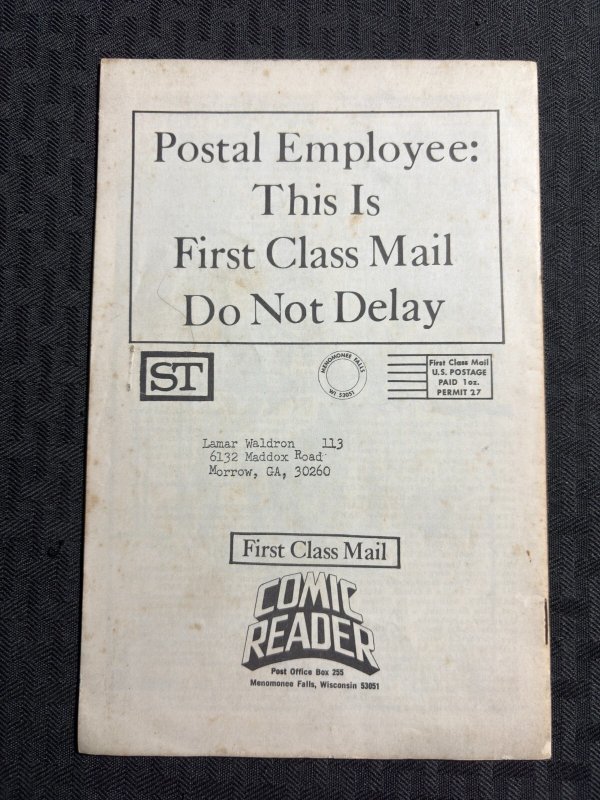 Postal Employee:
This Is
First Class Mail
Do Not Delay
ST
MENOMONEE FALLS
WI 53051
First Class Mail
U.S. POSTAGE
PAID 1 oz.
PERMIT 27
Lamar Waldron 113
6132 Maddox Road
Morrow, GA, 30260
First Class Mail
COMIC
READER
Post Office Box 255
Menomonee Falls, Wisconsin 53051